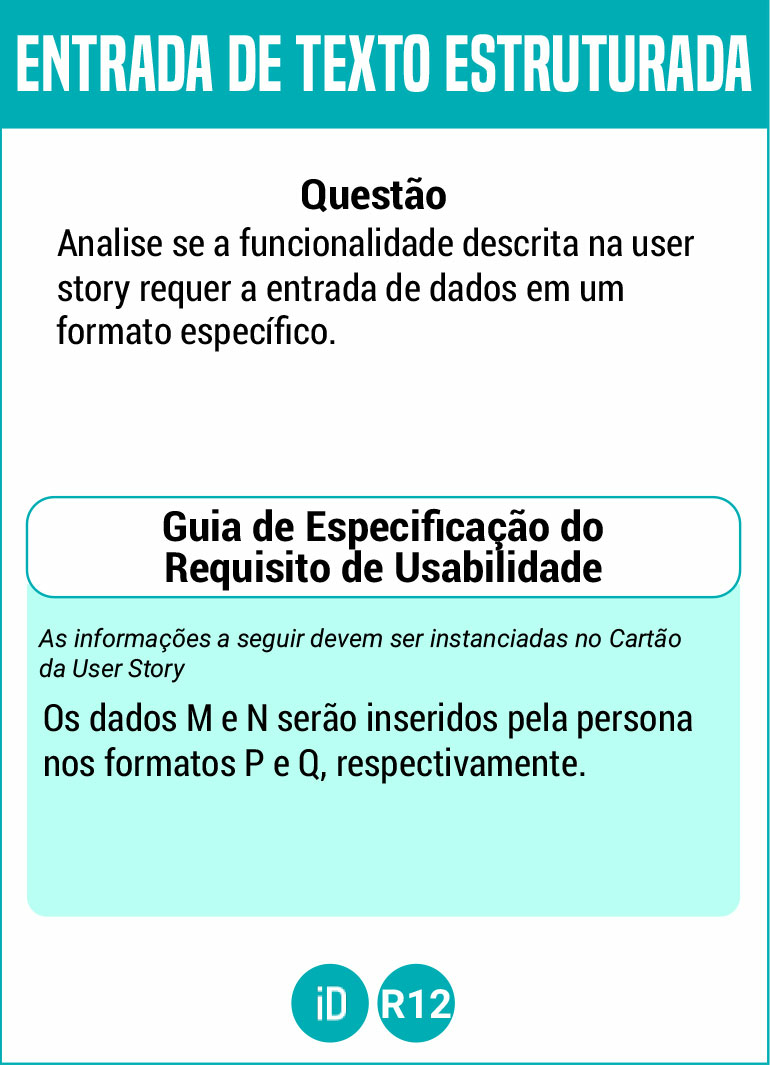 ENTRADA DE TEXTO ESTRUTURADA
Questão
Analise se a funcionalidade descrita na user
story requer a entrada de dados em um
formato específico.
Guia de Especificação do
Requisito de Usabilidade
As informações a seguir devem ser instanciadas no Cartão
da User Story
Os dados M e N serão inseridos pela persona
nos formatos P e Q, respectivamente.
iD R12